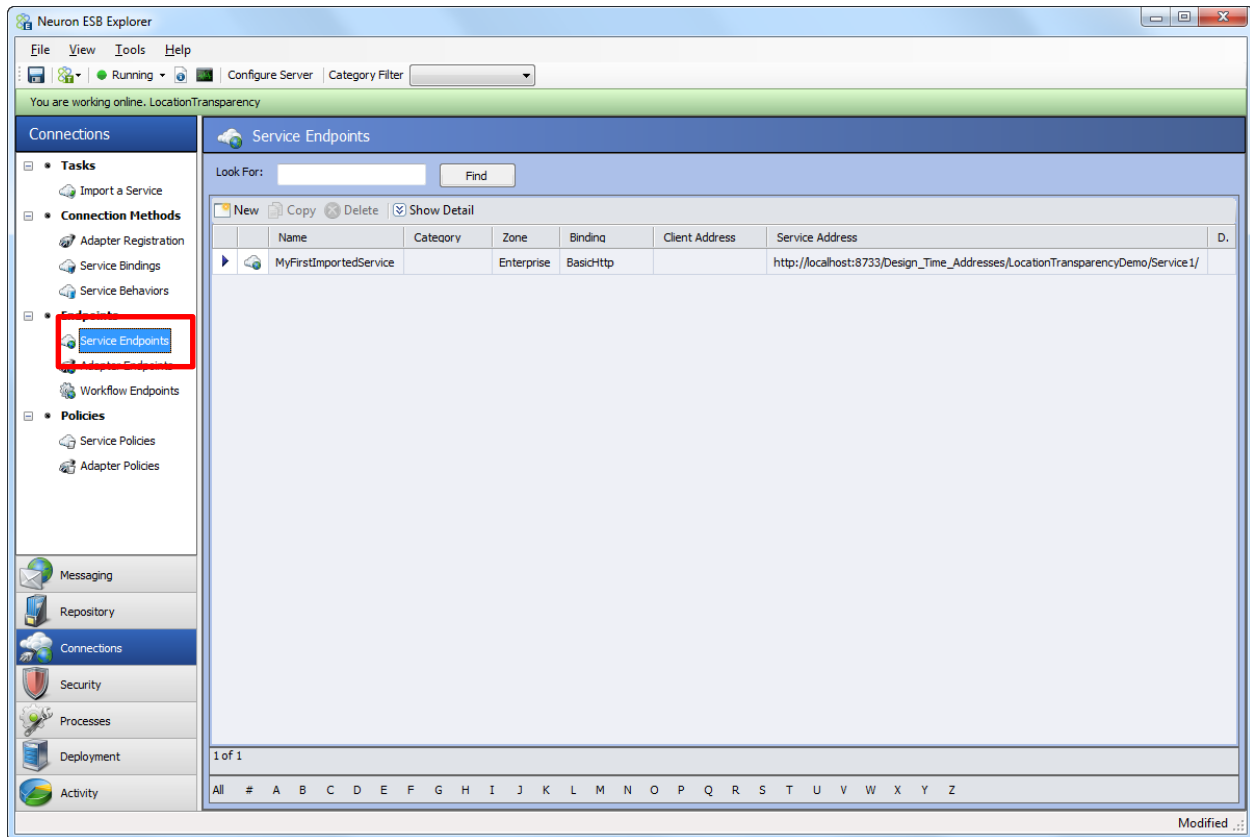 Neuron ESB Explorer
File View Tools Help
Running Configure Server Category Filter
You are working online. LocationTransparency
Connections
Tasks
Import a Service
Connection Methods
Adapter Registration
Service Bindings
Service Behaviors
Endpoints
Service Endpoints
Adapter Endpoints
Workflow Endpoints
Policies
Service Policies
Adapter Policies
Messaging
Repository
Connections
Security
Processes
Deployment
Activity
Service Endpoints
Look For: Find
New Copy Delete Show Detail
Name Category Zone Binding Client Address Service Address D.
MyFirstImportedService Enterprise BasicHttp http://localhost:8733/Design_Time_Addresses/LocationTransparencyDemo/Service1/
1 of 1
All # A B C D E F G H I J K L M N O P Q R S T U V W X Y Z
Modified